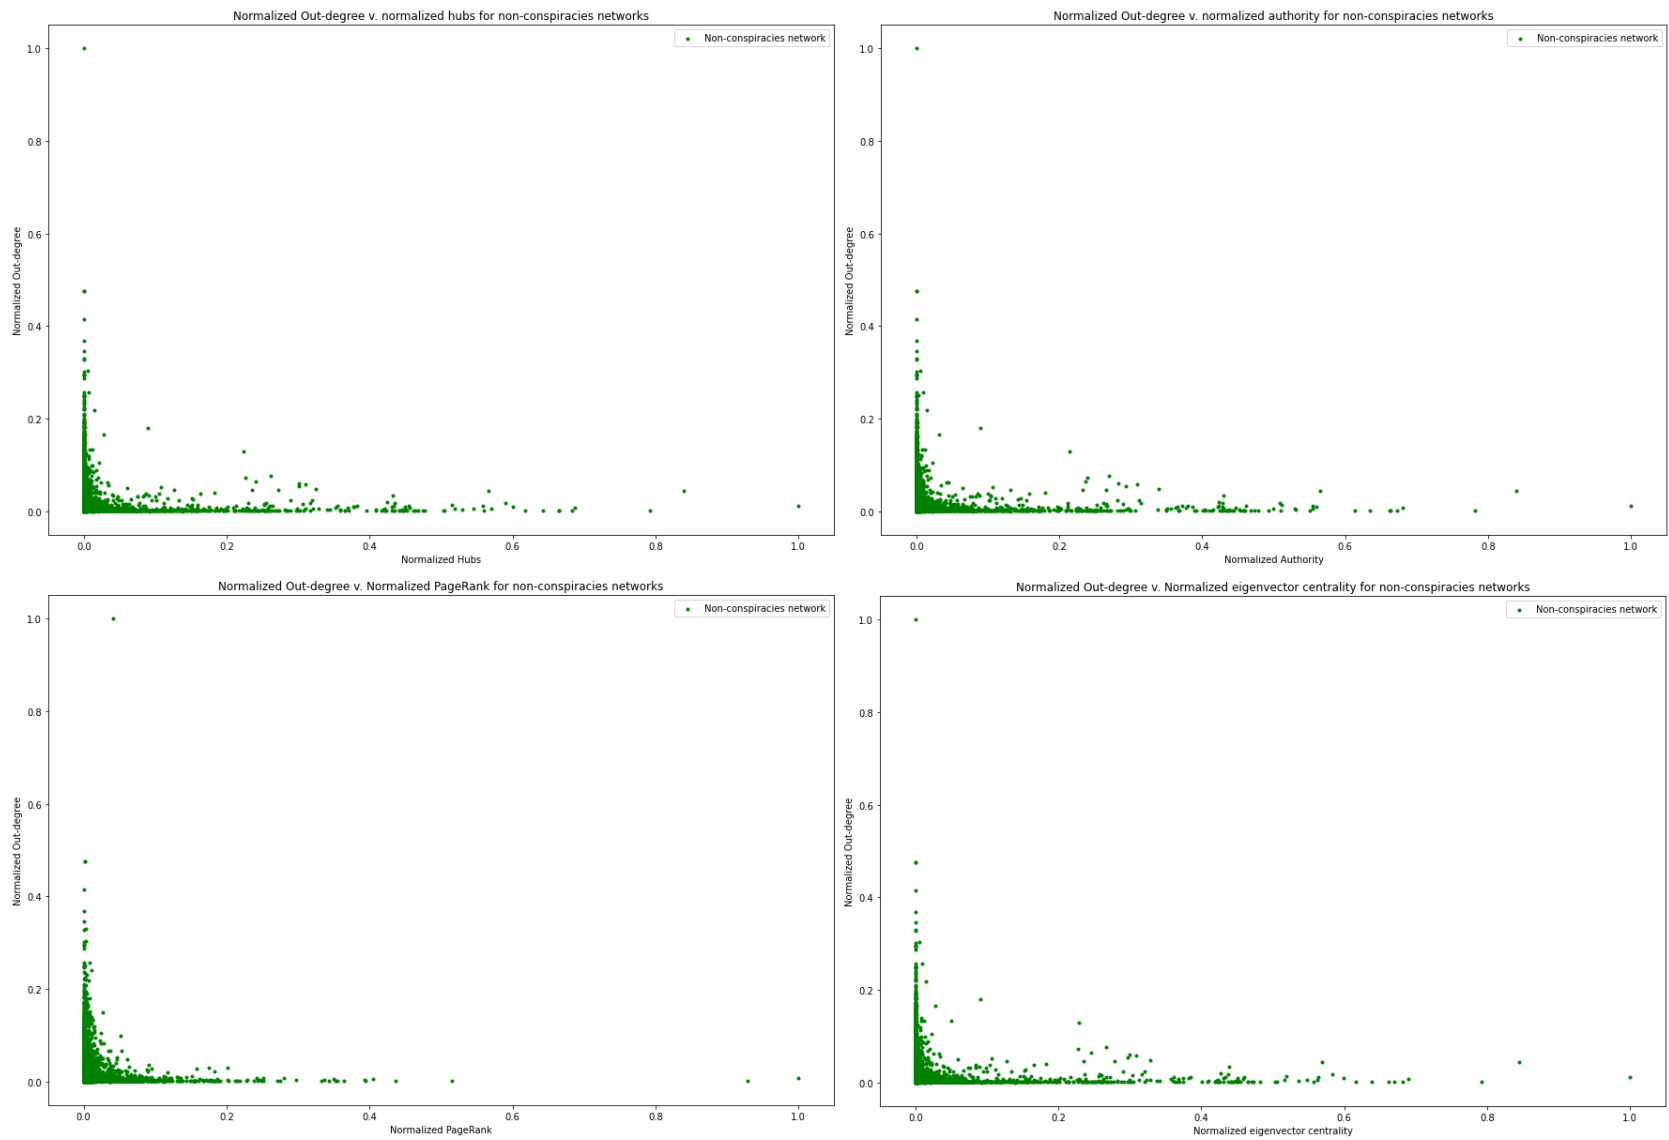 Normalized Out-degree v. normalized hubs for non-conspiracies networks
Non-conspiracies network
1.0
0.8
0.6
0.4
0.2
0.0
Normalized Out-degree
0.0 0.2 0.4 0.6 0.8 1.0
Normalized Hubs
Normalized Out-degree v. normalized authority for non-conspiracies networks
Non-conspiracies network
1.0
0.8
0.6
0.4
0.2
0.0
Normalized Out-degree
0.0 0.2 0.4 0.6 0.8 1.0
Normalized Authority
Normalized Out-degree v. Normalized PageRank for non-conspiracies networks
Non-conspiracies network
1.0
0.8
0.6
0.4
0.2
0.0
Normalized Out-degree
0.0 0.2 0.4 0.6 0.8 1.0
Normalized PageRank
Normalized Out-degree v. Normalized eigenvector centrality for non-conspiracies networks
Non-conspiracies network
1.0
0.8
0.6
0.4
0.2
0.0
Normalized Out-degree
0.0 0.2 0.4 0.6 0.8 1.0
Normalized eigenvector centrality